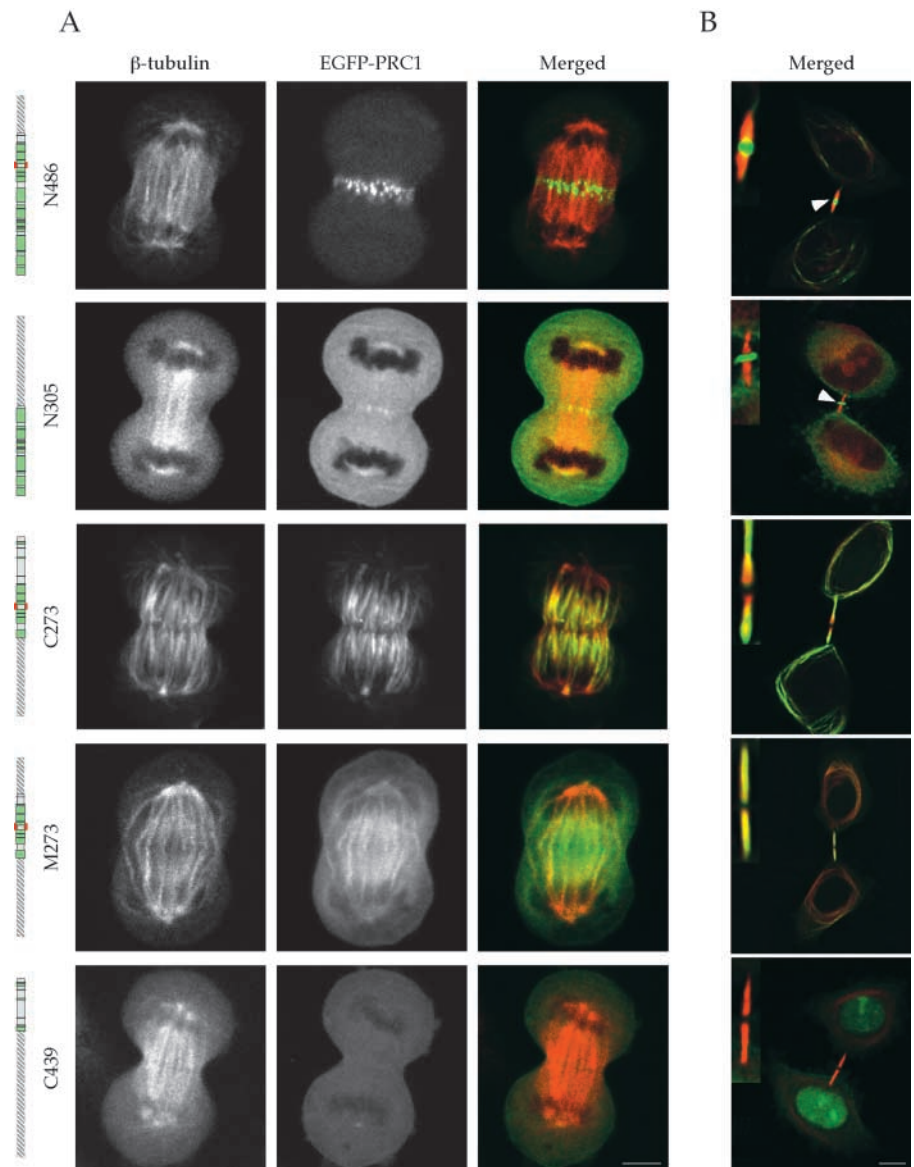 A
B
β-tubulin EGFP-PRC1 Merged
Merged
N486
N305
C273
M273
C439